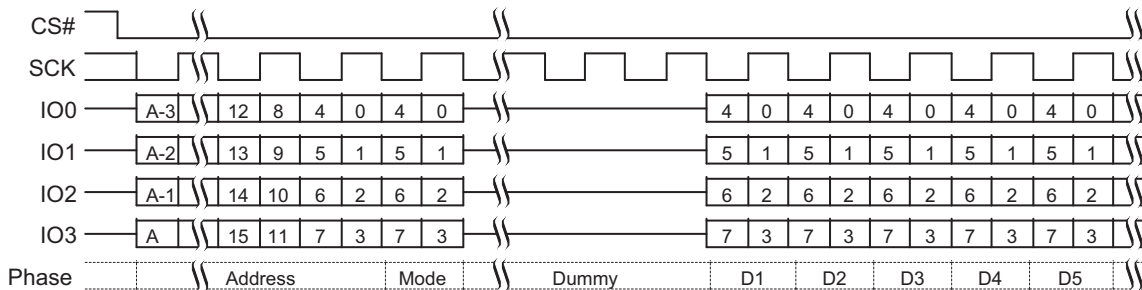 CS#
SCK
IO0 A-3 12 8 4 0 4 0 4 0 4 0 4 0 4 0 4 0
IO1 A-2 13 9 5 1 5 1 5 1 5 1 5 1 5 1 5 1
IO2 A-1 14 10 6 2 6 2 6 2 6 2 6 2 6 2 6 2
IO3 A 15 11 7 3 7 3 7 3 7 3 7 3 7 3 7 3
Phase Address Mode Dummy D1 D2 D3 D4 D5